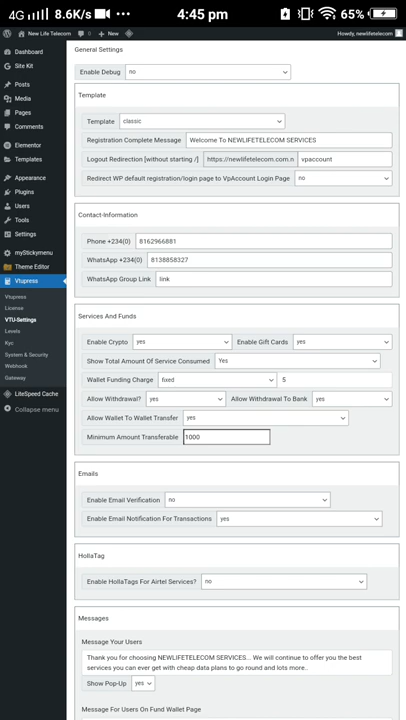 4G 8.6K/s 4:45 pm 65%
New Life Telecom 0 New Howdy, newlifetelecom
Dashboard
Site Kit
Posts
Media
Pages
Comments
Elementor
Templates
Appearance
Plugins
Users
Tools
Settings
myStickymenu
Theme Editor
Vtupress
Vtupress
License
VTU-Settings
Levels
Kyc
System & Security
Webhook
Gateway
LiteSpeed Cache
Collapse menu
General Settings
Enable Debug no
Template
Template classic
Registration Complete Message Welcome To NEWLIFETELECOM SERVICES
Logout Redirection [without starting /] https://newlifetelecom.com.n vpaccount
Redirect WP default registration/login page to VpAccount Login Page no
Contact-Information
Phone +234(0) 8162966881
WhatsApp +234(0) 8138858327
WhatsApp Group Link link
Services And Funds
Enable Crypto yes Enable Gift Cards yes
Show Total Amount Of Service Consumed Yes
Wallet Funding Charge fixed 5
Allow Withdrawal? yes Allow Withdrawal To Bank yes
Allow Wallet To Wallet Transfer yes
Minimum Amount Transferable 1000
Emails
Enable Email Verification no
Enable Email Notification For Transactions yes
HollaTag
Enable HollaTags For Airtel Services? no
Messages
Message Your Users
Thank you for choosing NEWLIFETELECOM SERVICES... We will continue to offer you the best
services you can ever get with cheap data plans to go round and lots more..
Show Pop-Up yes
Message For Users On Fund Wallet Page